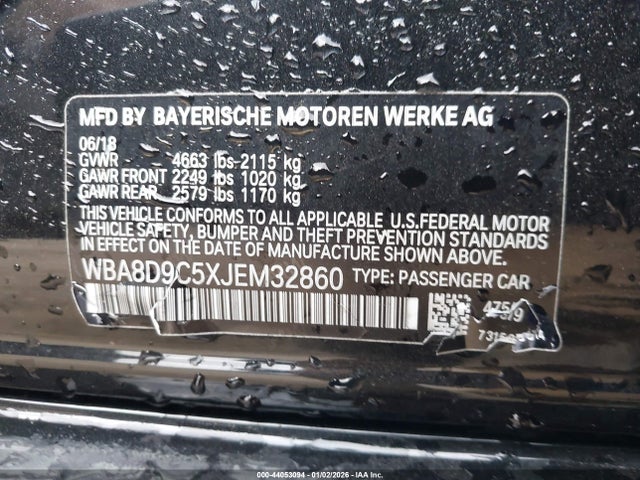 MFD BY BAYERISCHE MOTOREN WERKE AG
06/18
GVWR 4663 lbs 2115 kg
GAWR FRONT 2249 lbs 1020 kg
GAWR REAR 2579 lbs 1170 kg
THIS VEHICLE CONFORMS TO ALL APPLICABLE U.S.FEDERAL MOTOR
VEHICLE SAFETY, BUMPER AND THEFT PREVENTION STANDARDS
IN EFFECT ON THE DATE OF MANUFACTURE SHOWN ABOVE.
WBA8D9C5XJEM32860 TYPE: PASSENGER CAR
000-44053094 | 01/02/2026 | IAA Inc.